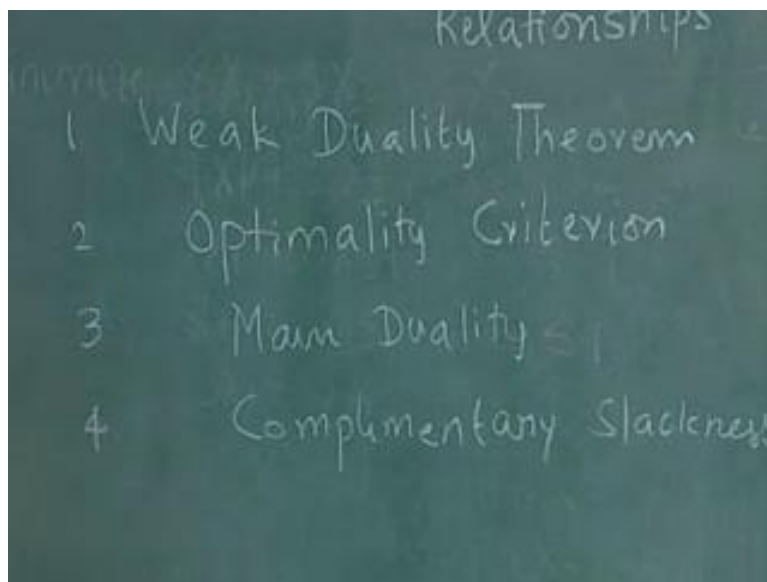 Relationships
1 Weak Duality Theorem
2 Optimality Criterion
3 Main Duality
4 Complimentary Slackness